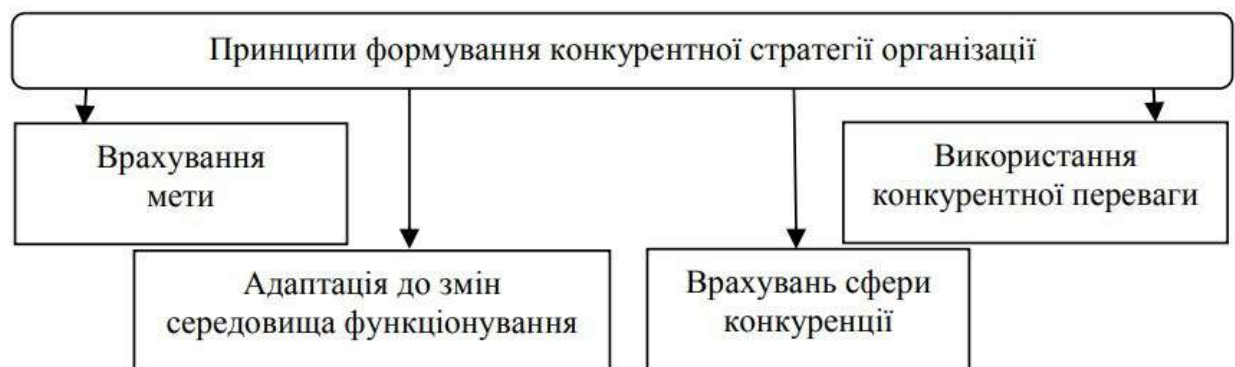 Принципи формування конкурентної стратегії організації
Врахування
мети
Використання
конкурентної переваги
Адаптація до змін
середовища функціонування
Врахувань сфери
конкуренції